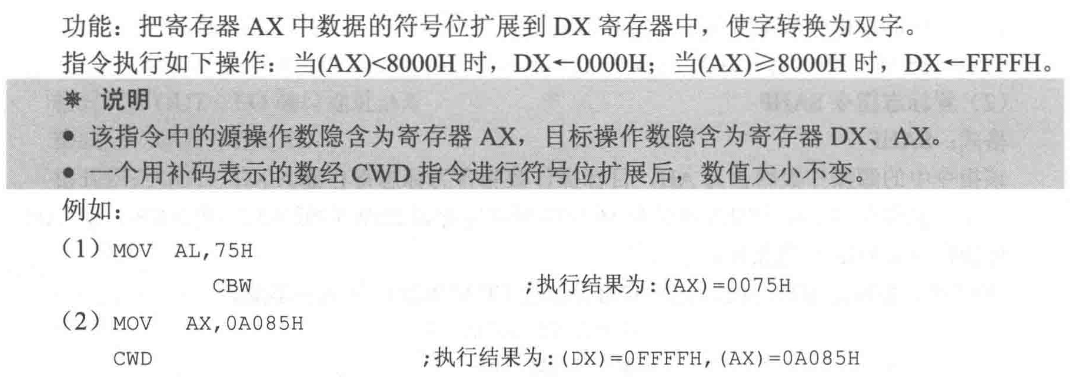 功能：把寄存器 AX 中数据的符号位扩展到 DX 寄存器中，使字转换为双字。
指令执行如下操作：当(AX)<8000H 时，DX←0000H；当(AX)≥8000H 时，DX←FFFFH。
❋ 说明
● 该指令中的源操作数隐含为寄存器 AX，目标操作数隐含为寄存器 DX、AX。
● 一个用补码表示的数经 CWD 指令进行符号位扩展后，数值大小不变。
例如：
（1）MOV AL,75H
CBW ;执行结果为:(AX)=0075H
（2）MOV AX,0A085H
CWD ;执行结果为:(DX)=0FFFFH,(AX)=0A085H